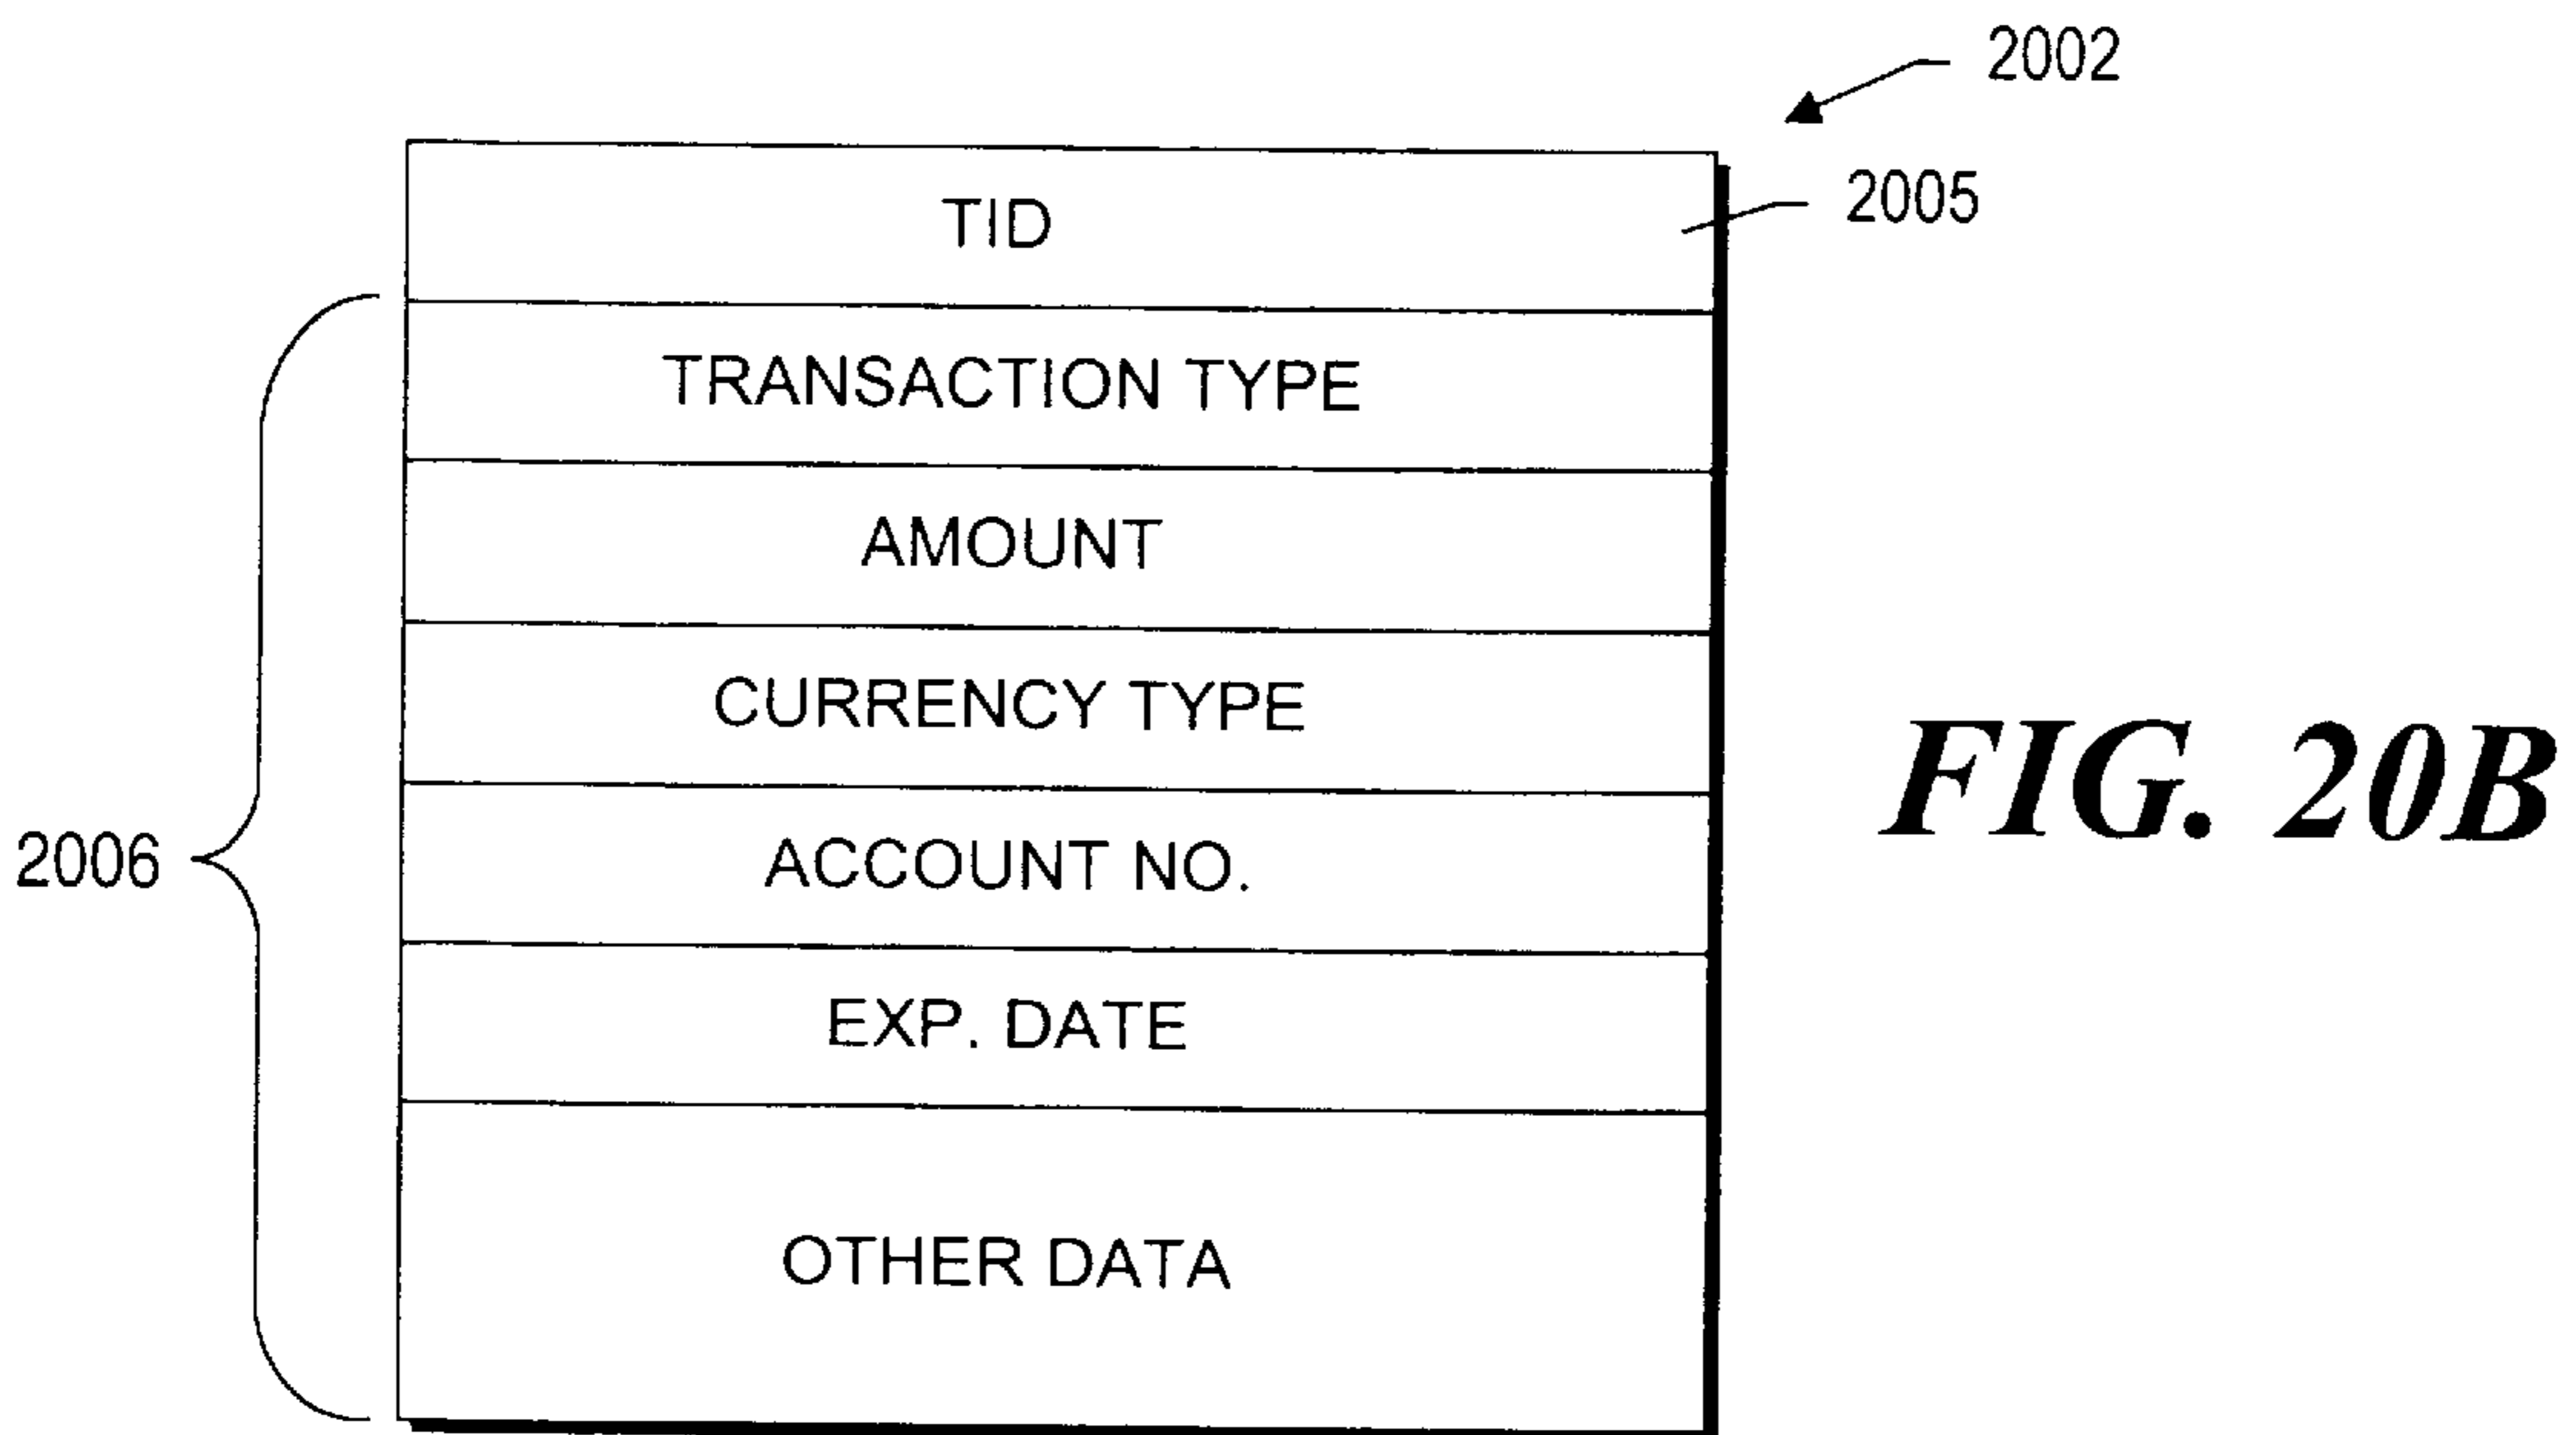 2002
TID
2005
TRANSACTION TYPE
AMOUNT
CURRENCY TYPE
FIG. 20B
2006
ACCOUNT NO.
EXP. DATE
OTHER DATA